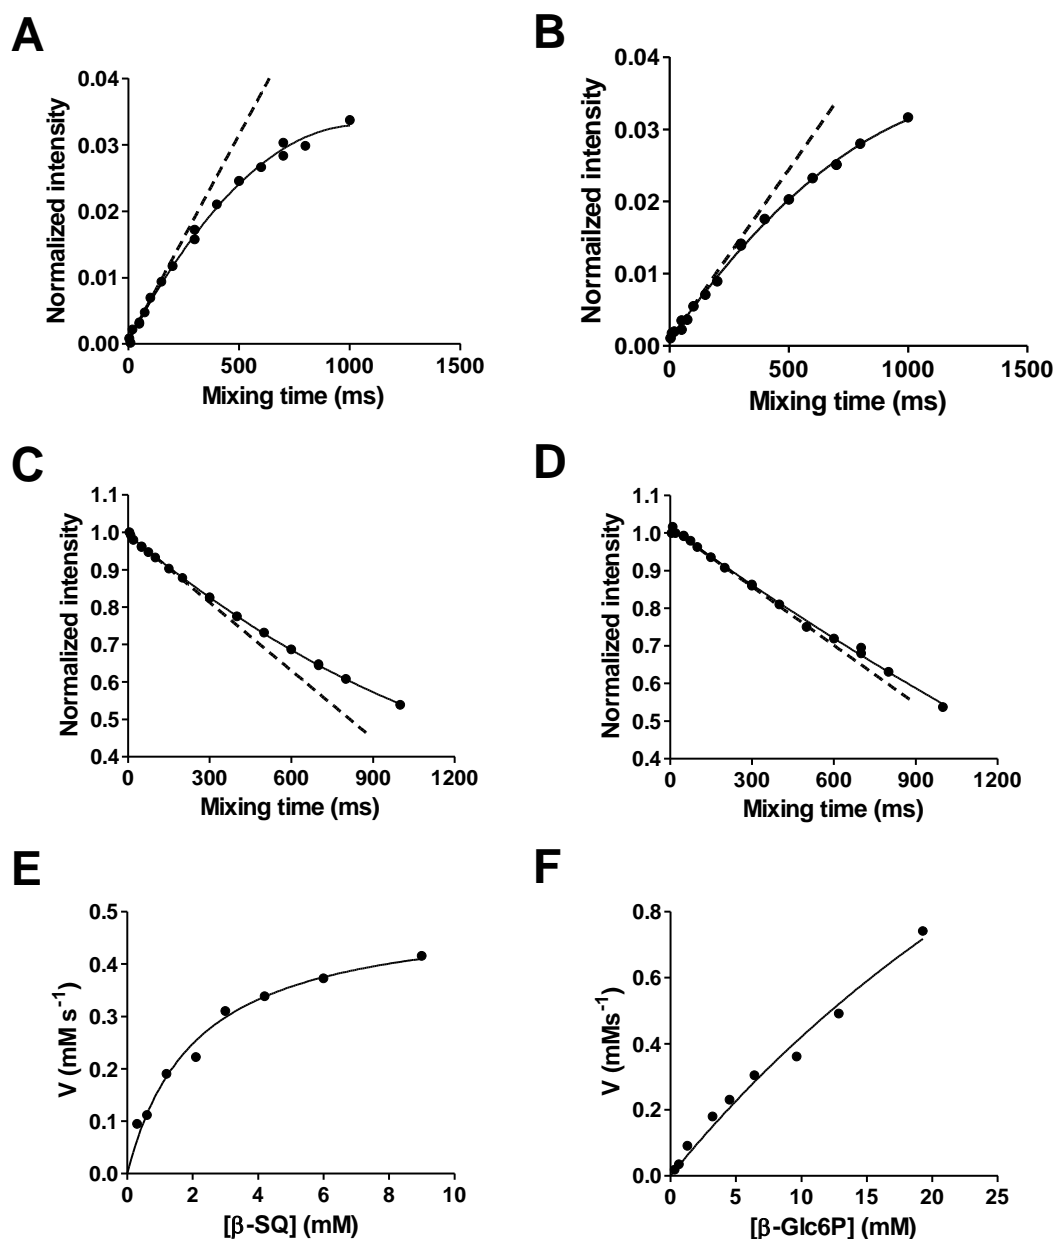 A
0.04
0.03
0.02
0.01
0.00
Normalized intensity
0 500 1000 1500
Mixing time (ms)
B
0.04
0.03
0.02
0.01
0.00
Normailzed intensity
0 500 1000 1500
Mixing time (ms)
C
1.1
1.0
0.9
0.8
0.7
0.6
0.5
0.4
Normalized intensity
0 300 600 900 1200
Mixing time (ms)
D
1.1
1.0
0.9
0.8
0.7
0.6
0.5
0.4
Normalized intensity
0 300 600 900 1200
Mixing time (ms)
E
0.5
0.4
0.3
0.2
0.1
0.0
V (mM s⁻¹)
0 2 4 6 8 10
[β-SQ] (mM)
F
0.8
0.6
0.4
0.2
0.0
V (mMs⁻¹)
0 5 10 15 20 25
[β-Glc6P] (mM)